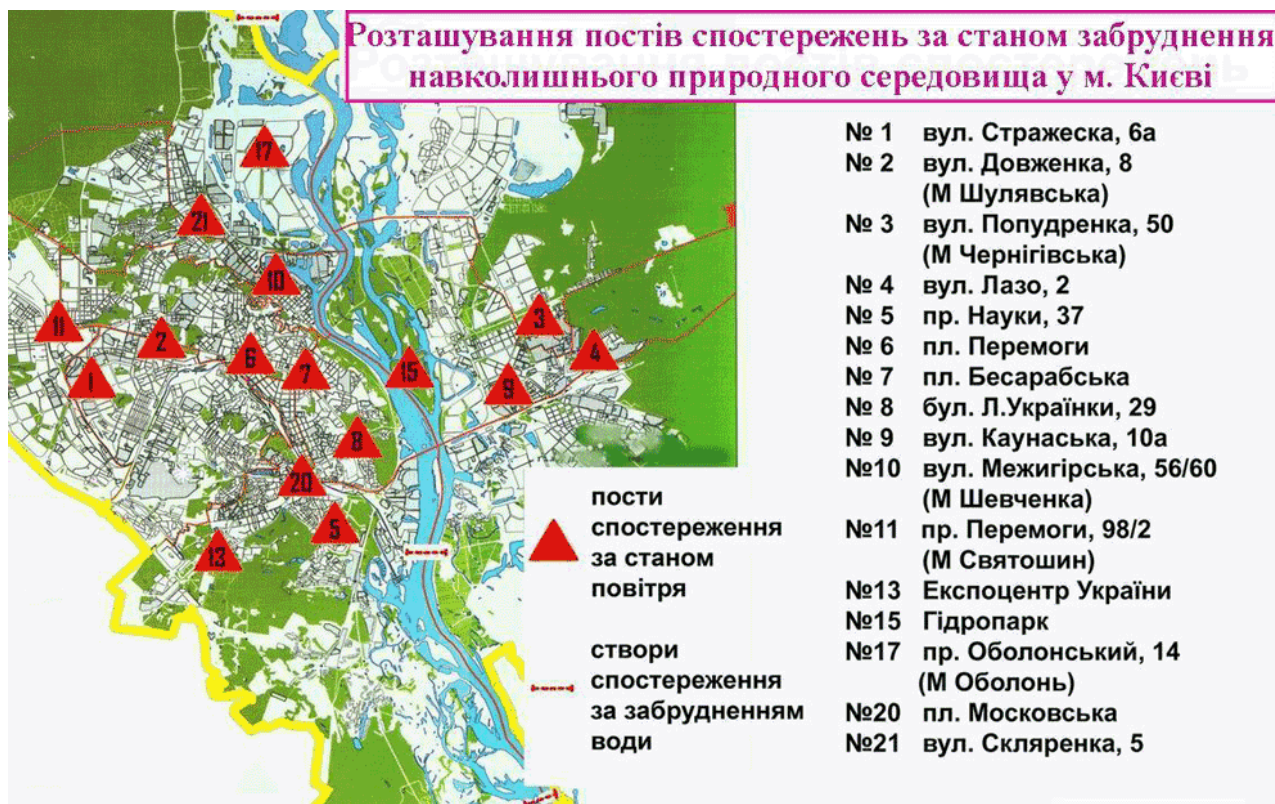 Розташування постів спостережень за станом забруднення
навколишнього природного середовища у м. Києві
№ 1 вул. Стражеска, 6а
№ 2 вул. Довженка, 8
(М Шулявська)
№ 3 вул. Попудренка, 50
(М Чернігівська)
№ 4 вул. Лазо, 2
№ 5 пр. Науки, 37
№ 6 пл. Перемоги
№ 7 пл. Бесарабська
№ 8 бул. Л.Українки, 29
№ 9 вул. Каунаська, 10а
№10 вул. Межигірська, 56/60
(М Шевченка)
№11 пр. Перемоги, 98/2
(М Святошин)
№13 Експоцентр України
№15 Гідропарк
№17 пр. Оболонський, 14
(М Оболонь)
№20 пл. Московська
№21 вул. Скляренка, 5
17
21
10
11
2
1
6
7
15
3
4
9
8
20
5
13
пости
спостереження
за станом
повітря
створи
спостереження
за забрудненням
води